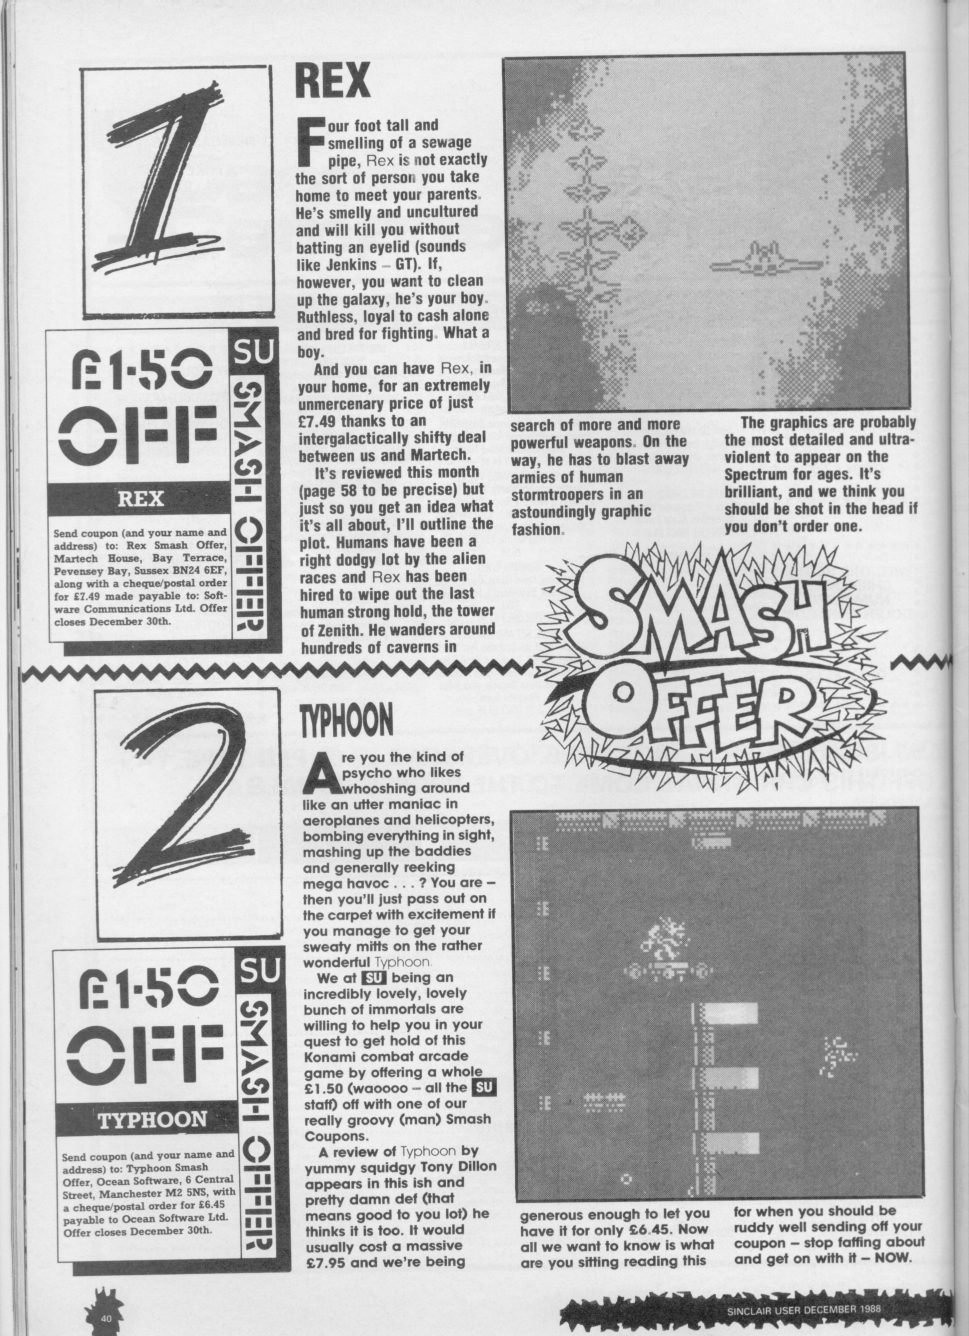 1
REX
Four foot tall and
smelling of a sewage
pipe, Rex is not exactly
the sort of person you take
home to meet your parents.
He's smelly and uncultured
and will kill you without
batting an eyelid (sounds
like Jenkins – GT). If,
however, you want to clean
up the galaxy, he's your boy.
Ruthless, loyal to cash alone
and bred for fighting. What a
boy.
And you can have Rex, in
your home, for an extremely
unmercenary price of just
£7.49 thanks to an
intergalactically shifty deal
between us and Martech.
It's reviewed this month
(page 58 to be precise) but
just so you get an idea what
it's all about, I'll outline the
plot. Humans have been a
right dodgy lot by the alien
races and Rex has been
hired to wipe out the last
human strong hold, the tower
of Zenith. He wanders around
hundreds of caverns in
search of more and more
powerful weapons. On the
way, he has to blast away
armies of human
stormtroopers in an
astoundingly graphic
fashion.
The graphics are probably
the most detailed and ultra-
violent to appear on the
Spectrum for ages. It's
brilliant, and we think you
should be shot in the head if
you don't order one.
£1·50
OFF
SU
SMASH OFFER
REX
Send coupon (and your name and
address) to: Rex Smash Offer,
Martech House, Bay Terrace,
Pevensey Bay, Sussex BN24 6EF,
along with a cheque/postal order
for £7.49 made payable to: Soft-
ware Communications Ltd. Offer
closes December 30th.
SMASH
OFFER
2
TYPHOON
Are you the kind of
psycho who likes
whooshing around
like an utter maniac in
aeroplanes and helicopters,
bombing everything in sight,
mashing up the baddies
and generally reeking
mega havoc . . . ? You are –
then you'll just pass out on
the carpet with excitement if
you manage to get your
sweaty mitts on the rather
wonderful Typhoon.
We at SU being an
incredibly lovely, lovely
bunch of immortals are
willing to help you in your
quest to get hold of this
Konami combat arcade
game by offering a whole
£1.50 (waoooo – all the SU
staff) off with one of our
really groovy (man) Smash
Coupons.
A review of Typhoon by
yummy squidgy Tony Dillon
appears in this ish and
pretty damn def (that
means good to you lot) he
thinks it is too. It would
usually cost a massive
£7.95 and we're being
generous enough to let you
have it for only £6.45. Now
all we want to know is what
are you sitting reading this
for when you should be
ruddy well sending off your
coupon – stop faffing about
and get on with it – NOW.
£1·50
OFF
SU
SMASH OFFER
TYPHOON
Send coupon (and your name and
address) to: Typhoon Smash
Offer, Ocean Software, 6 Central
Street, Manchester M2 5NS, with
a cheque/postal order for £6.45
payable to Ocean Software Ltd.
Offer closes December 30th.
40
SINCLAIR USER DECEMBER 1988